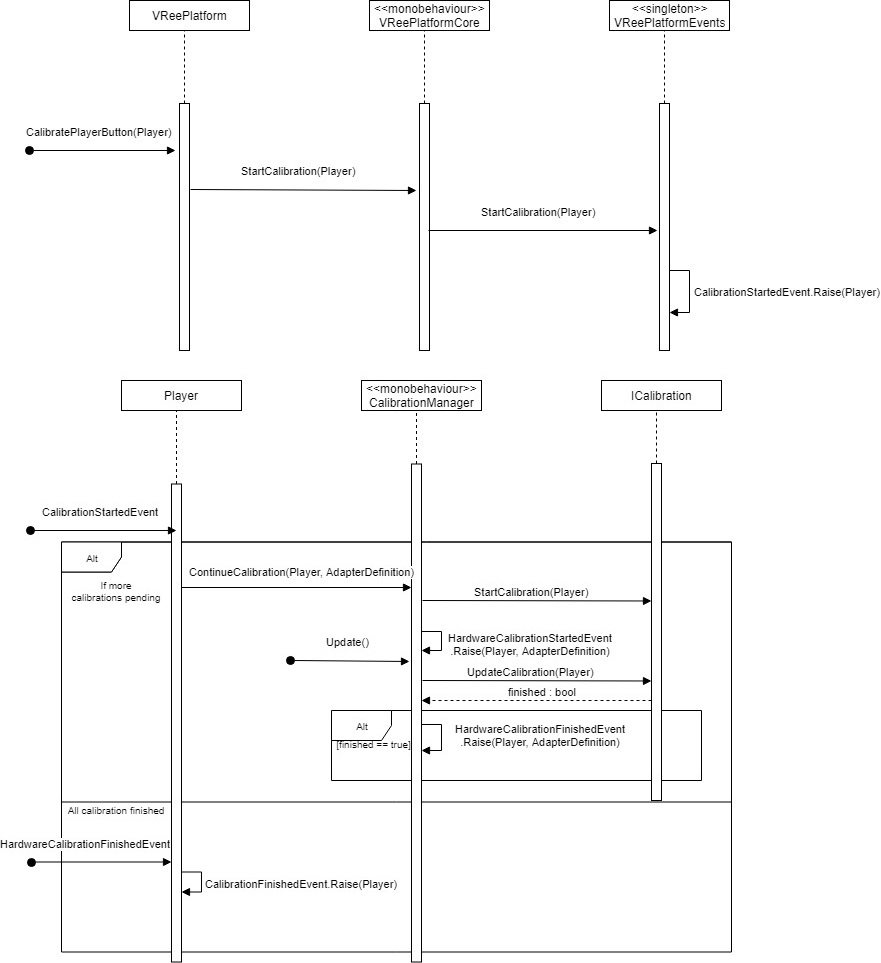 VReePlatform
<<monobehaviour>>
VReePlatformCore
<<singleton>>
VReePlatformEvents
CalibratePlayerButton(Player)
StartCalibration(Player)
StartCalibration(Player)
CalibrationStartedEvent.Raise(Player)
Player
<<monobehaviour>>
CalibrationManager
ICalibration
CalibrationStartedEvent
Alt
If more
calibrations pending
ContinueCalibration(Player, AdapterDefinition)
StartCalibration(Player)
HardwareCalibrationStartedEvent
.Raise(Player, AdapterDefinition)
Update()
UpdateCalibration(Player)
finished : bool
Alt
[finished == true]
HardwareCalibrationFinishedEvent
.Raise(Player, AdapterDefinition)
All calibration finished
HardwareCalibrationFinishedEvent
CalibrationFinishedEvent.Raise(Player)